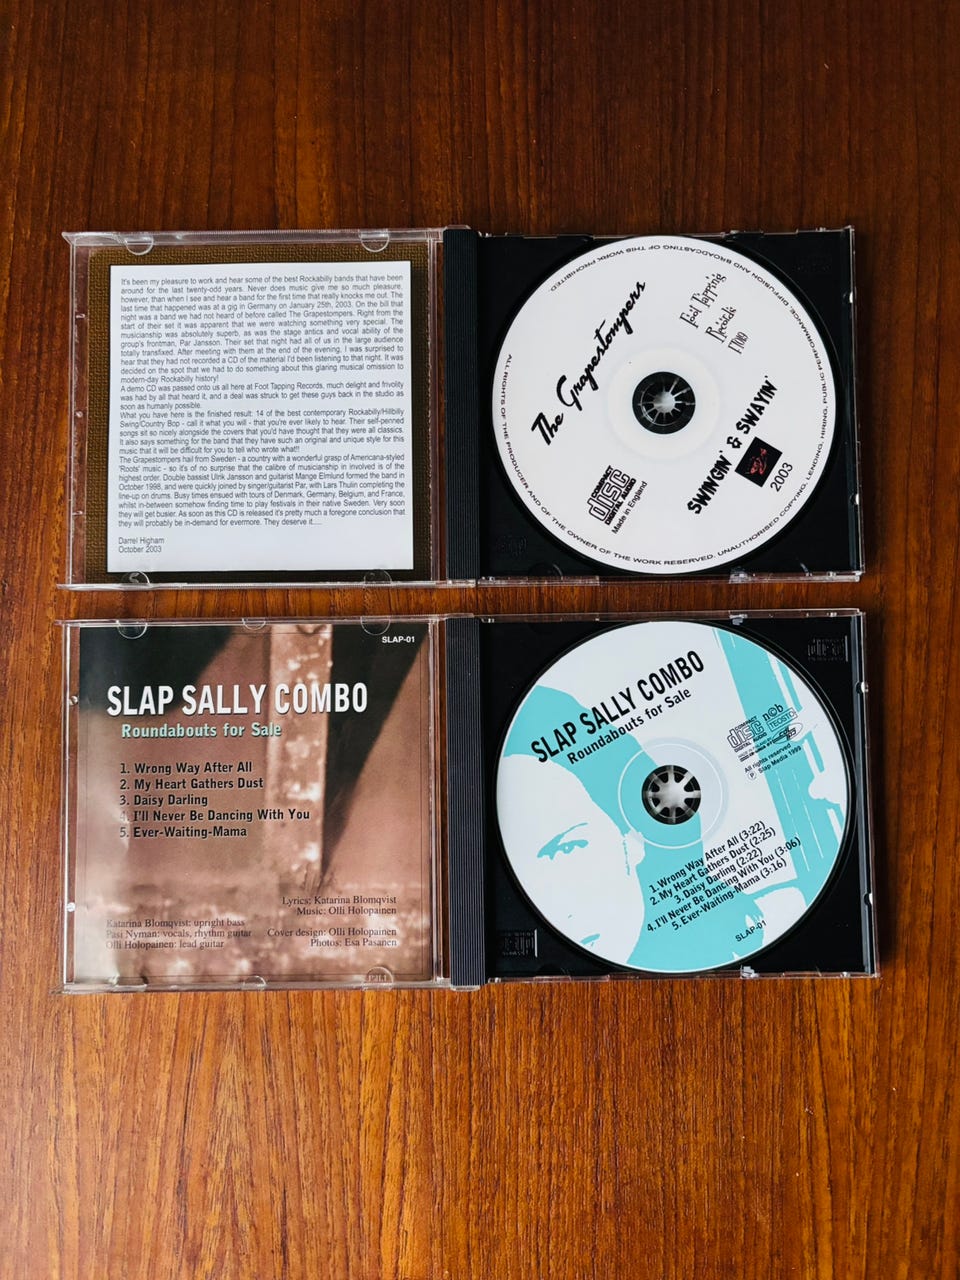 It's been my pleasure to work and hear some of the best Rockabilly bands that have been
around for the last twenty-odd years. Never does music give me so much pleasure,
however, than when I see and hear a band for the first time that really knocks me out. The
last time that happened was at a gig in Germany on January 25th, 2003. On the bill that
night was a band we had not heard of before called The Grapestompers. Right from the
start of their set it was apparent that we were watching something very special. The
musicianship was absolutely superb, as was the stage antics and vocal ability of the
group's frontman, Par Jansson. Their set that night had all of us in the large audience
totally transfixed. After meeting with them at the end of the evening, I was surprised to
hear that they had not recorded a CD of the material I'd been listening to that night. It was
decided on the spot that we had to do something about this glaring musical omission to
modern-day Rockabilly history!
A demo CD was passed onto us all here at Foot Tapping Records, much delight and frivolity
was had by all that heard it, and a deal was struck to get these guys back in the studio as
soon as humanly possible.
What you have here is the finished result: 14 of the best contemporary Rockabilly/Hillbilly
Swing/Country Bop - call it what you will - that you're ever likely to hear. Their self-penned
songs sit so nicely alongside the covers that you'd have thought that they were all classics.
It also says something for the band that they have such an original and unique style for this
music that it will be difficult for you to tell who wrote what!!
The Grapestompers hail from Sweden - a country with a wonderful grasp of Americana-styled
'Roots' music - so it's of no surprise that the calibre of musicianship in involved is of the
highest order. Double bassist Ulrik Jansson and guitarist Mange Elmlund formed the band in
October 1998, and were quickly joined by singer/guitarist Par, with Lars Thulin completing the
line-up on drums. Busy times ensued with tours of Denmark, Germany, Belgium, and France,
whilst in-between somehow finding time to play festivals in their native Sweden. Very soon
they will get busier. As soon as this CD is released it's pretty much a foregone conclusion that
they will probably be in-demand for evermore. They deserve it.....
Darrel Higham
October 2003
The Grapestompers
Foot Tapping
Records
SWINGIN' & SWAYIN'
2003
COMPACT
disc
DIGITAL AUDIO
Made in England
ALL RIGHTS OF THE PRODUCER AND OF THE OWNER OF THE WORK RESERVED. UNAUTHORISED COPYING, LENDING, HIRING, PUBLIC PERFORMANCE, DIFFUSION AND BROADCASTING OF THIS WORK PROHIBITED.
SLAP-01
SLAP SALLY COMBO
Roundabouts for Sale
1. Wrong Way After All
2. My Heart Gathers Dust
3. Daisy Darling
4. I'll Never Be Dancing With You
5. Ever-Waiting-Mama
Lyrics: Katarina Blomqvist
Music: Olli Holopainen
Katarina Blomqvist: upright bass
Pasi Nyman: vocals, rhythm guitar
Olli Holopainen: lead guitar
Cover design: Olli Holopainen
Photos: Esa Pasanen
SLAP SALLY COMBO
Roundabouts for Sale
COMPACT
disc
DIGITAL AUDIO
n©b
TEOSTO
All rights reserved
℗ Slap Media 1999
1. Wrong Way After All (3:22)
2. My Heart Gathers Dust (2:25)
3. Daisy Darling (2:22)
4. I'll Never Be Dancing With You (3:06)
5. Ever-Waiting-Mama (3:16)
SLAP-01